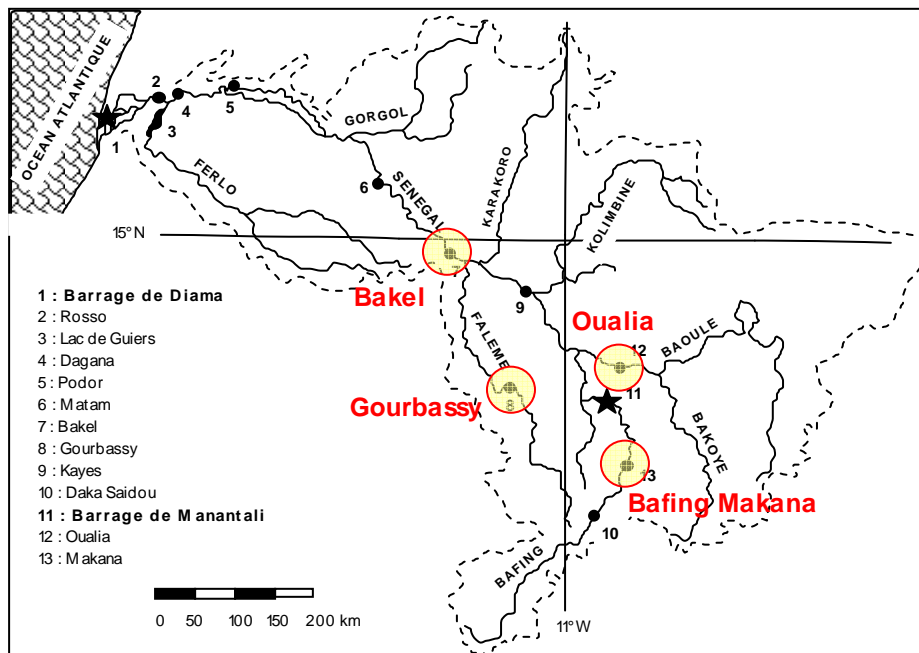 OCEAN ATLANTIQUE
2
4
5
1
3
GORGOL
FERLO
6
SENEGAL
KARAKORO
KOLIMBINE
15° N
7
Bakel
9
Oualia
1 : Barrage de Diama
2 : Rosso
3 : Lac de Guiers
4 : Dagana
5 : Podor
6 : Matam
7 : Bakel
8 : Gourbassy
9 : Kayes
10 : Daka Saidou
11 : Barrage de Manantali
12 : Oualia
13 : Makana
FALEME
12
BAOULE
11
Gourbassy
8
BAKOYE
13
Bafing Makana
10
BAFING
0 50 100 150 200 km
11° W